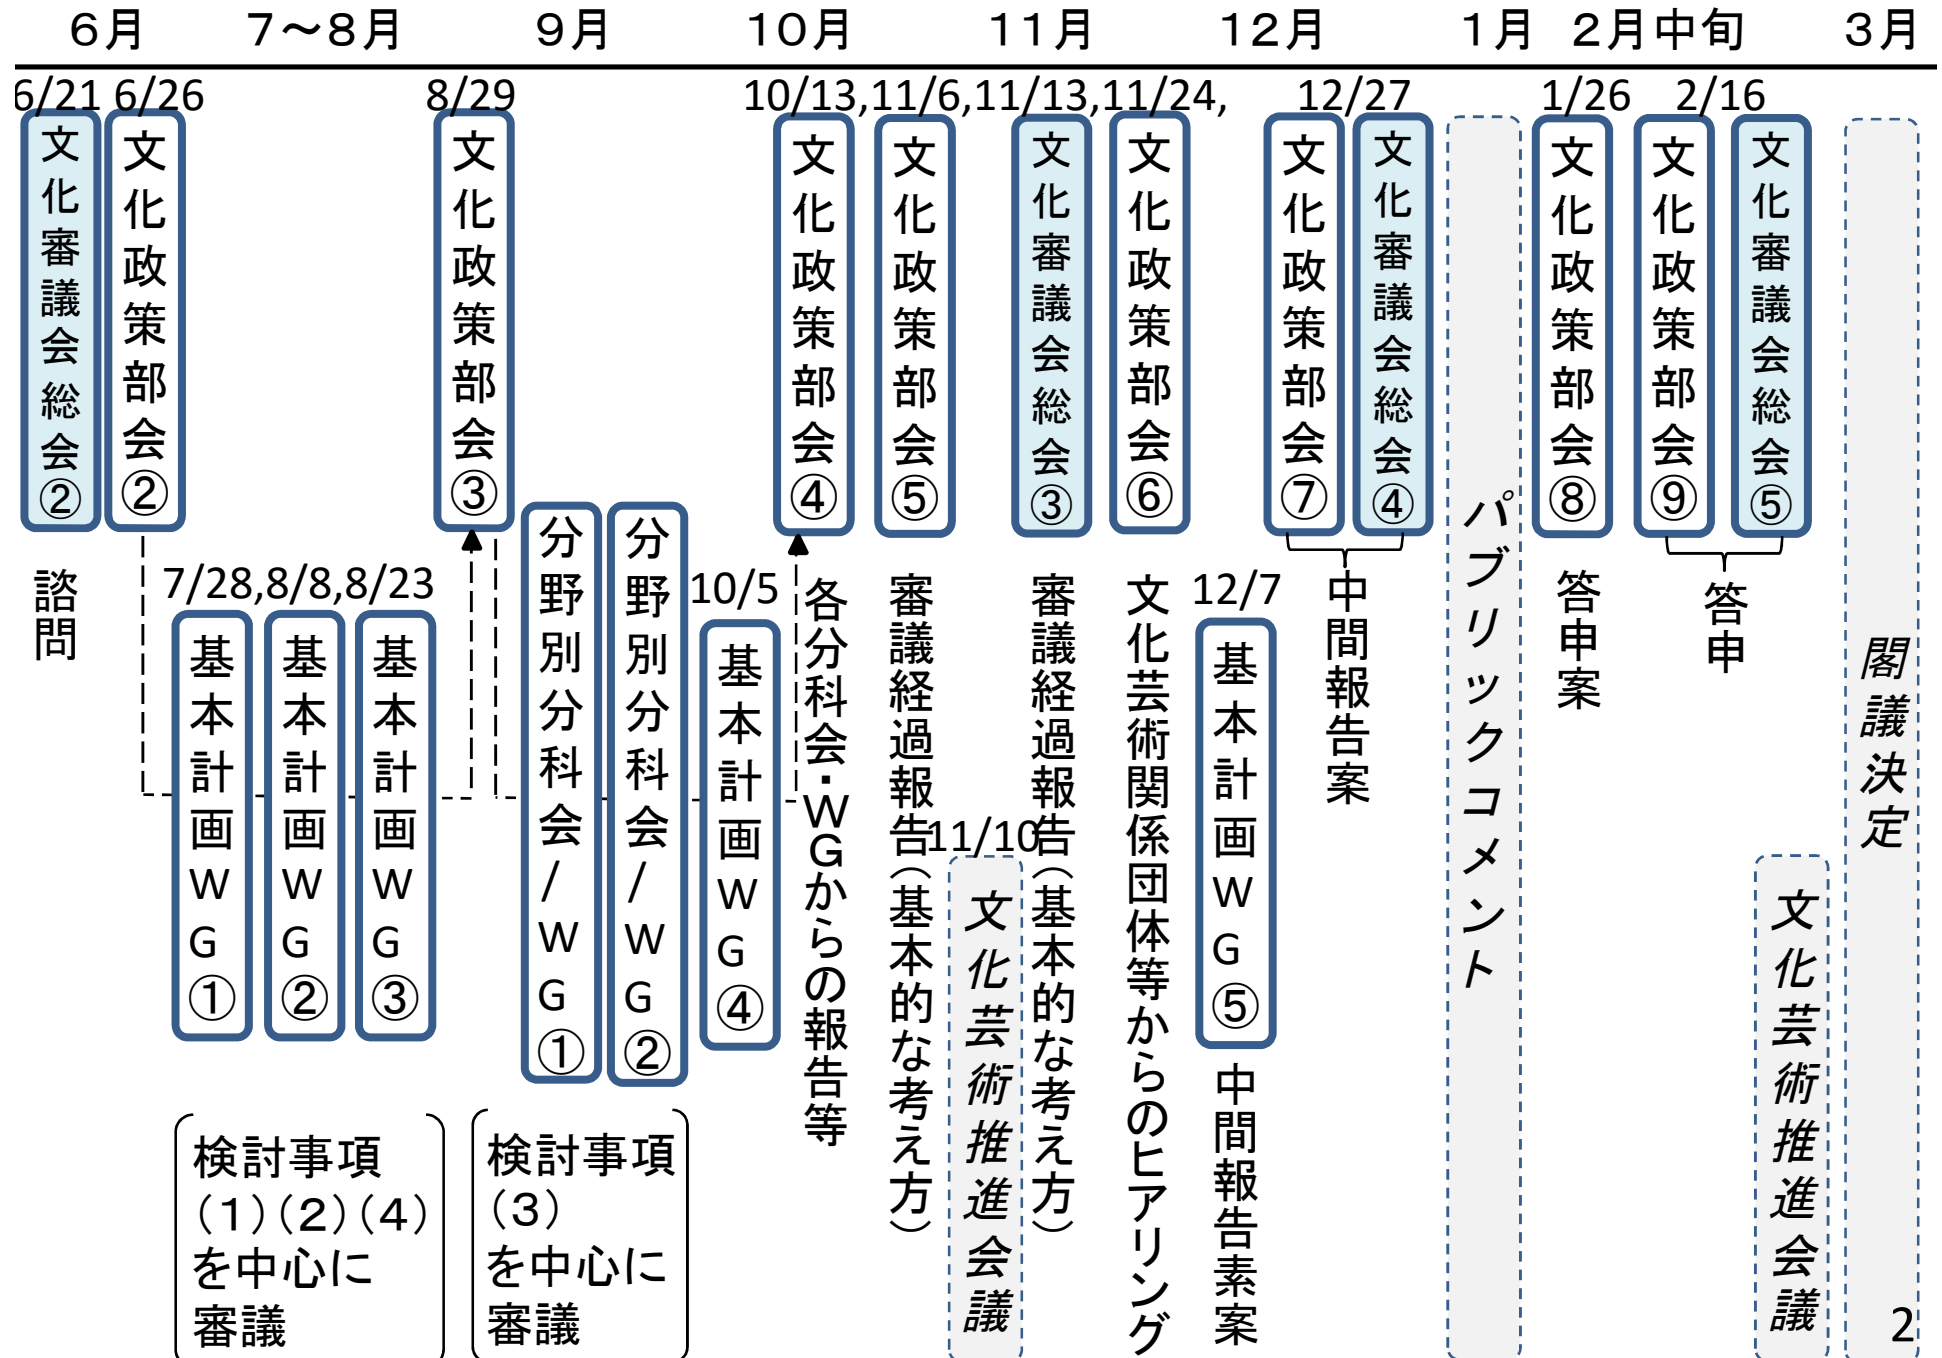 6月 7～8月 9月 10月 11月 12月 1月 2月中旬 3月
6/21 6/26 8/29 10/13,11/6,11/13,11/24, 12/27 1/26 2/16
文化審議会総会②
文化政策部会②
文化政策部会③
文化政策部会④
文化政策部会⑤
文化審議会総会③
文化政策部会⑥
文化政策部会⑦
文化審議会総会④
パブリックコメント
文化政策部会⑧
文化政策部会⑨
文化審議会総会⑤
諮問
7/28,8/8,8/23
基本計画WG①
基本計画WG②
基本計画WG③
分野別分科会/WG①
分野別分科会/WG②
10/5
基本計画WG④
各分科会・WGからの報告等
審議経過報告（基本的な考え方）
11/10
文化芸術推進会議
審議経過報告（基本的な考え方）
文化芸術関係団体等からのヒアリング
12/7
基本計画WG⑤
中間報告素案
中間報告案
答申案
答申
文化芸術推進会議
閣議決定
検討事項
（1）（2）（4）
を中心に
審議
検討事項
（3）
を中心に
審議
2